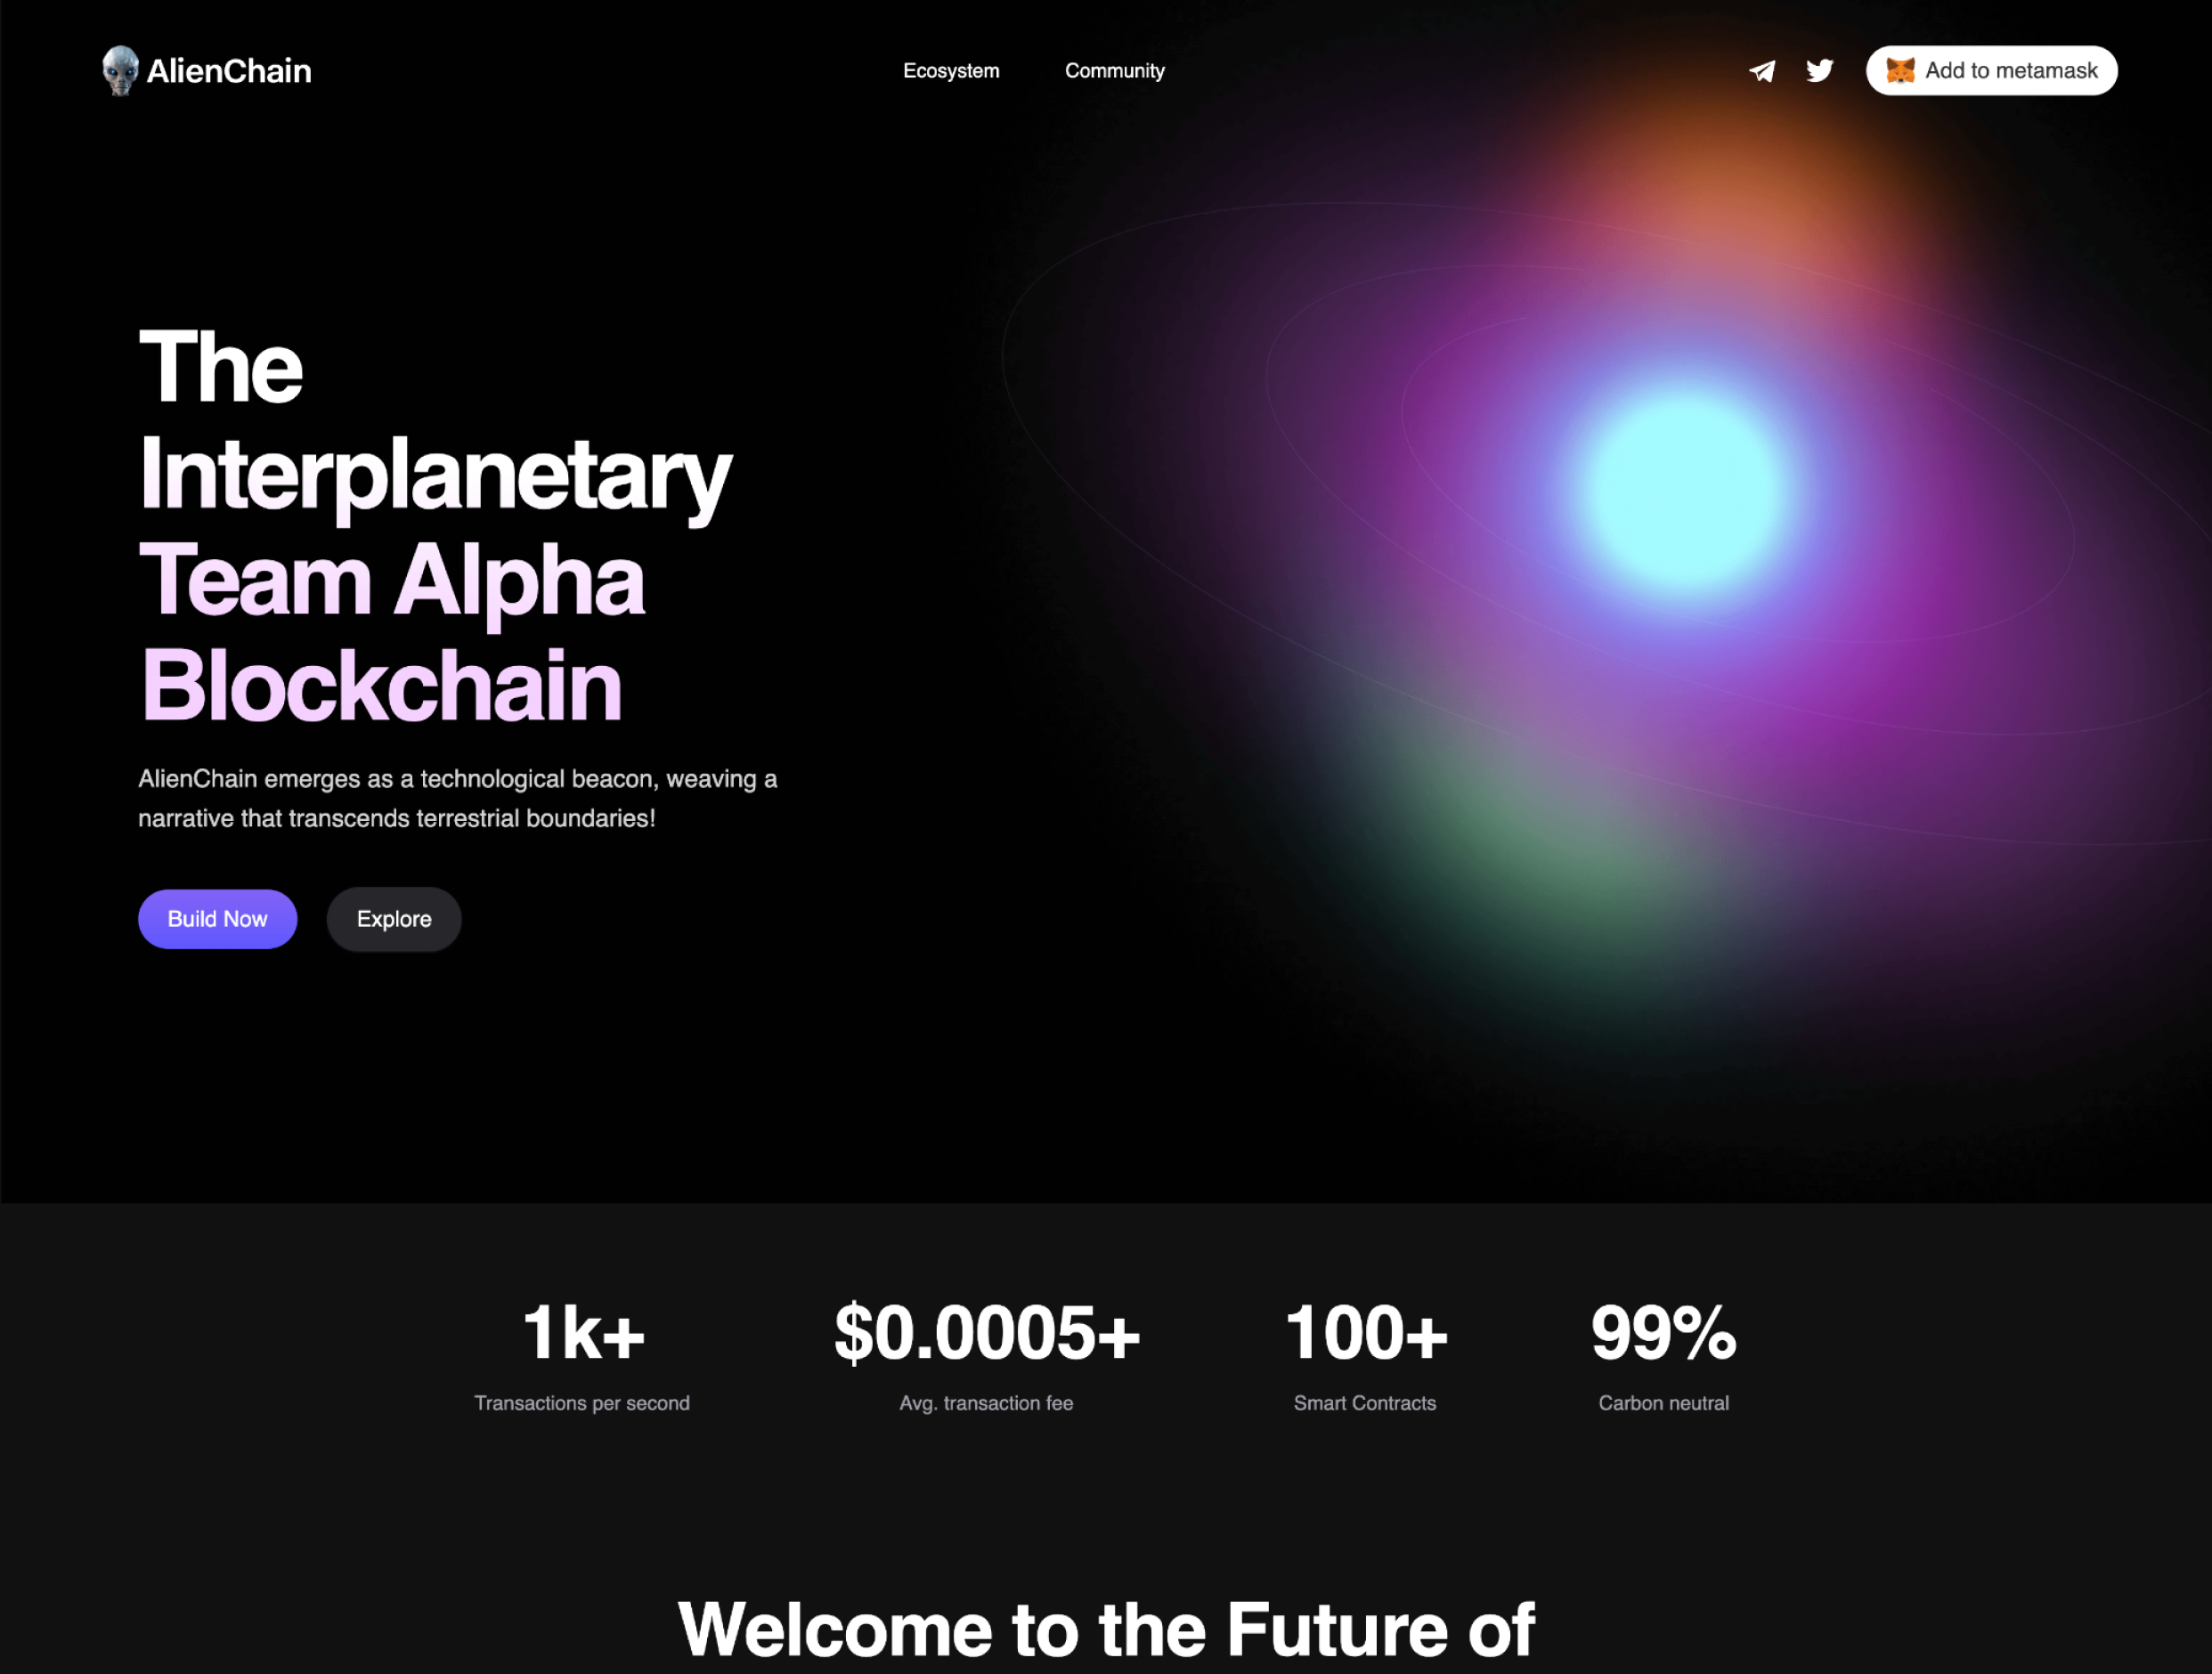 AlienChain
Ecosystem
Community
Add to metamask
The
Interplanetary
Team Alpha
Blockchain
AlienChain emerges as a technological beacon, weaving a
narrative that transcends terrestrial boundaries!
Build Now
Explore
1k+
$0.0005+
100+
99%
Transactions per second
Avg. transaction fee
Smart Contracts
Carbon neutral
Welcome to the Future of